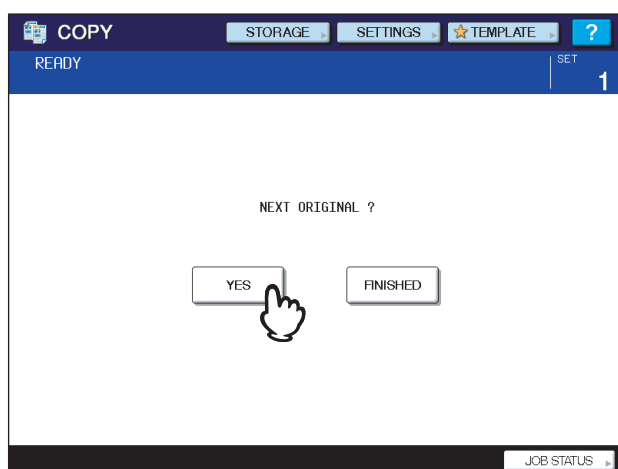 COPY
STORAGE
SETTINGS
TEMPLATE
?
READY
SET
1
NEXT ORIGINAL ?
YES
FINISHED
JOB STATUS